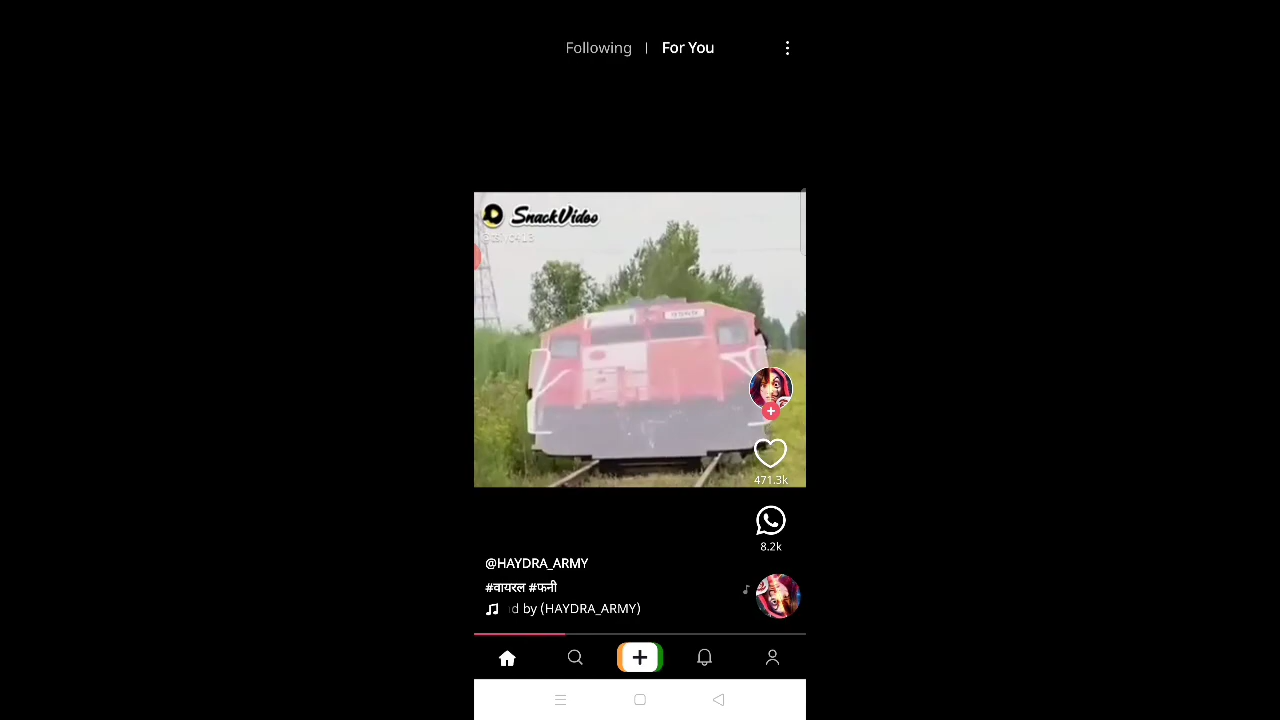 Following | For You
SnackVideo
471.3k
8.2k
@HAYDRA_ARMY
#वायरल #फनी
d by (HAYDRA_ARMY)